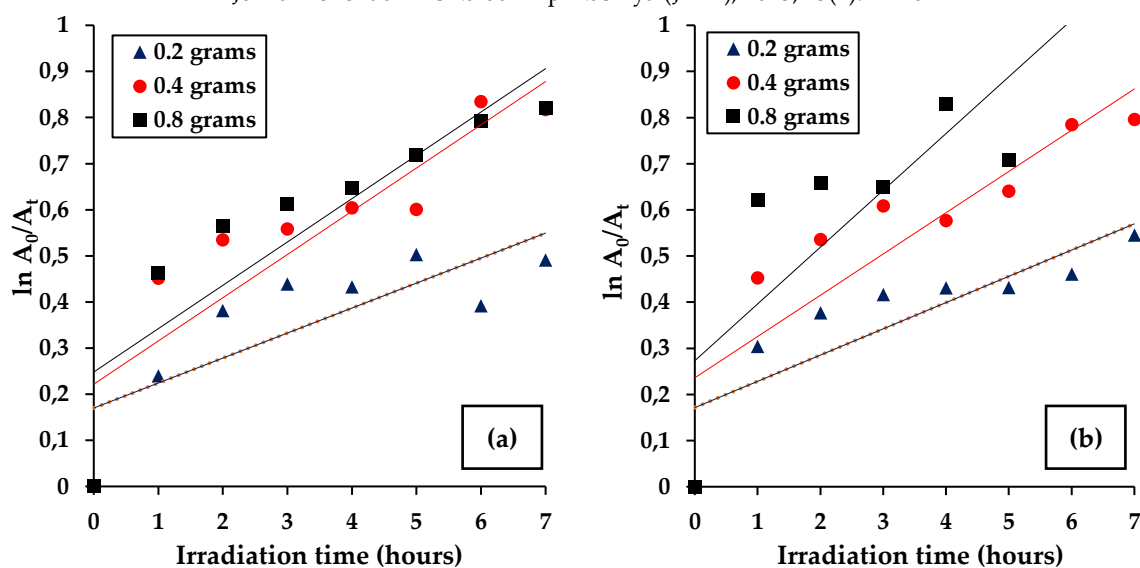 0.2 grams
0.4 grams
0.8 grams
ln A0/At
1
0,9
0,8
0,7
0,6
0,5
0,4
0,3
0,2
0,1
0
0 1 2 3 4 5 6 7
Irradiation time (hours)
(a)
0.2 grams
0.4 grams
0.8 grams
ln A0/At
1
0,9
0,8
0,7
0,6
0,5
0,4
0,3
0,2
0,1
0
0 1 2 3 4 5 6 7
Irradiation time (hours)
(b)